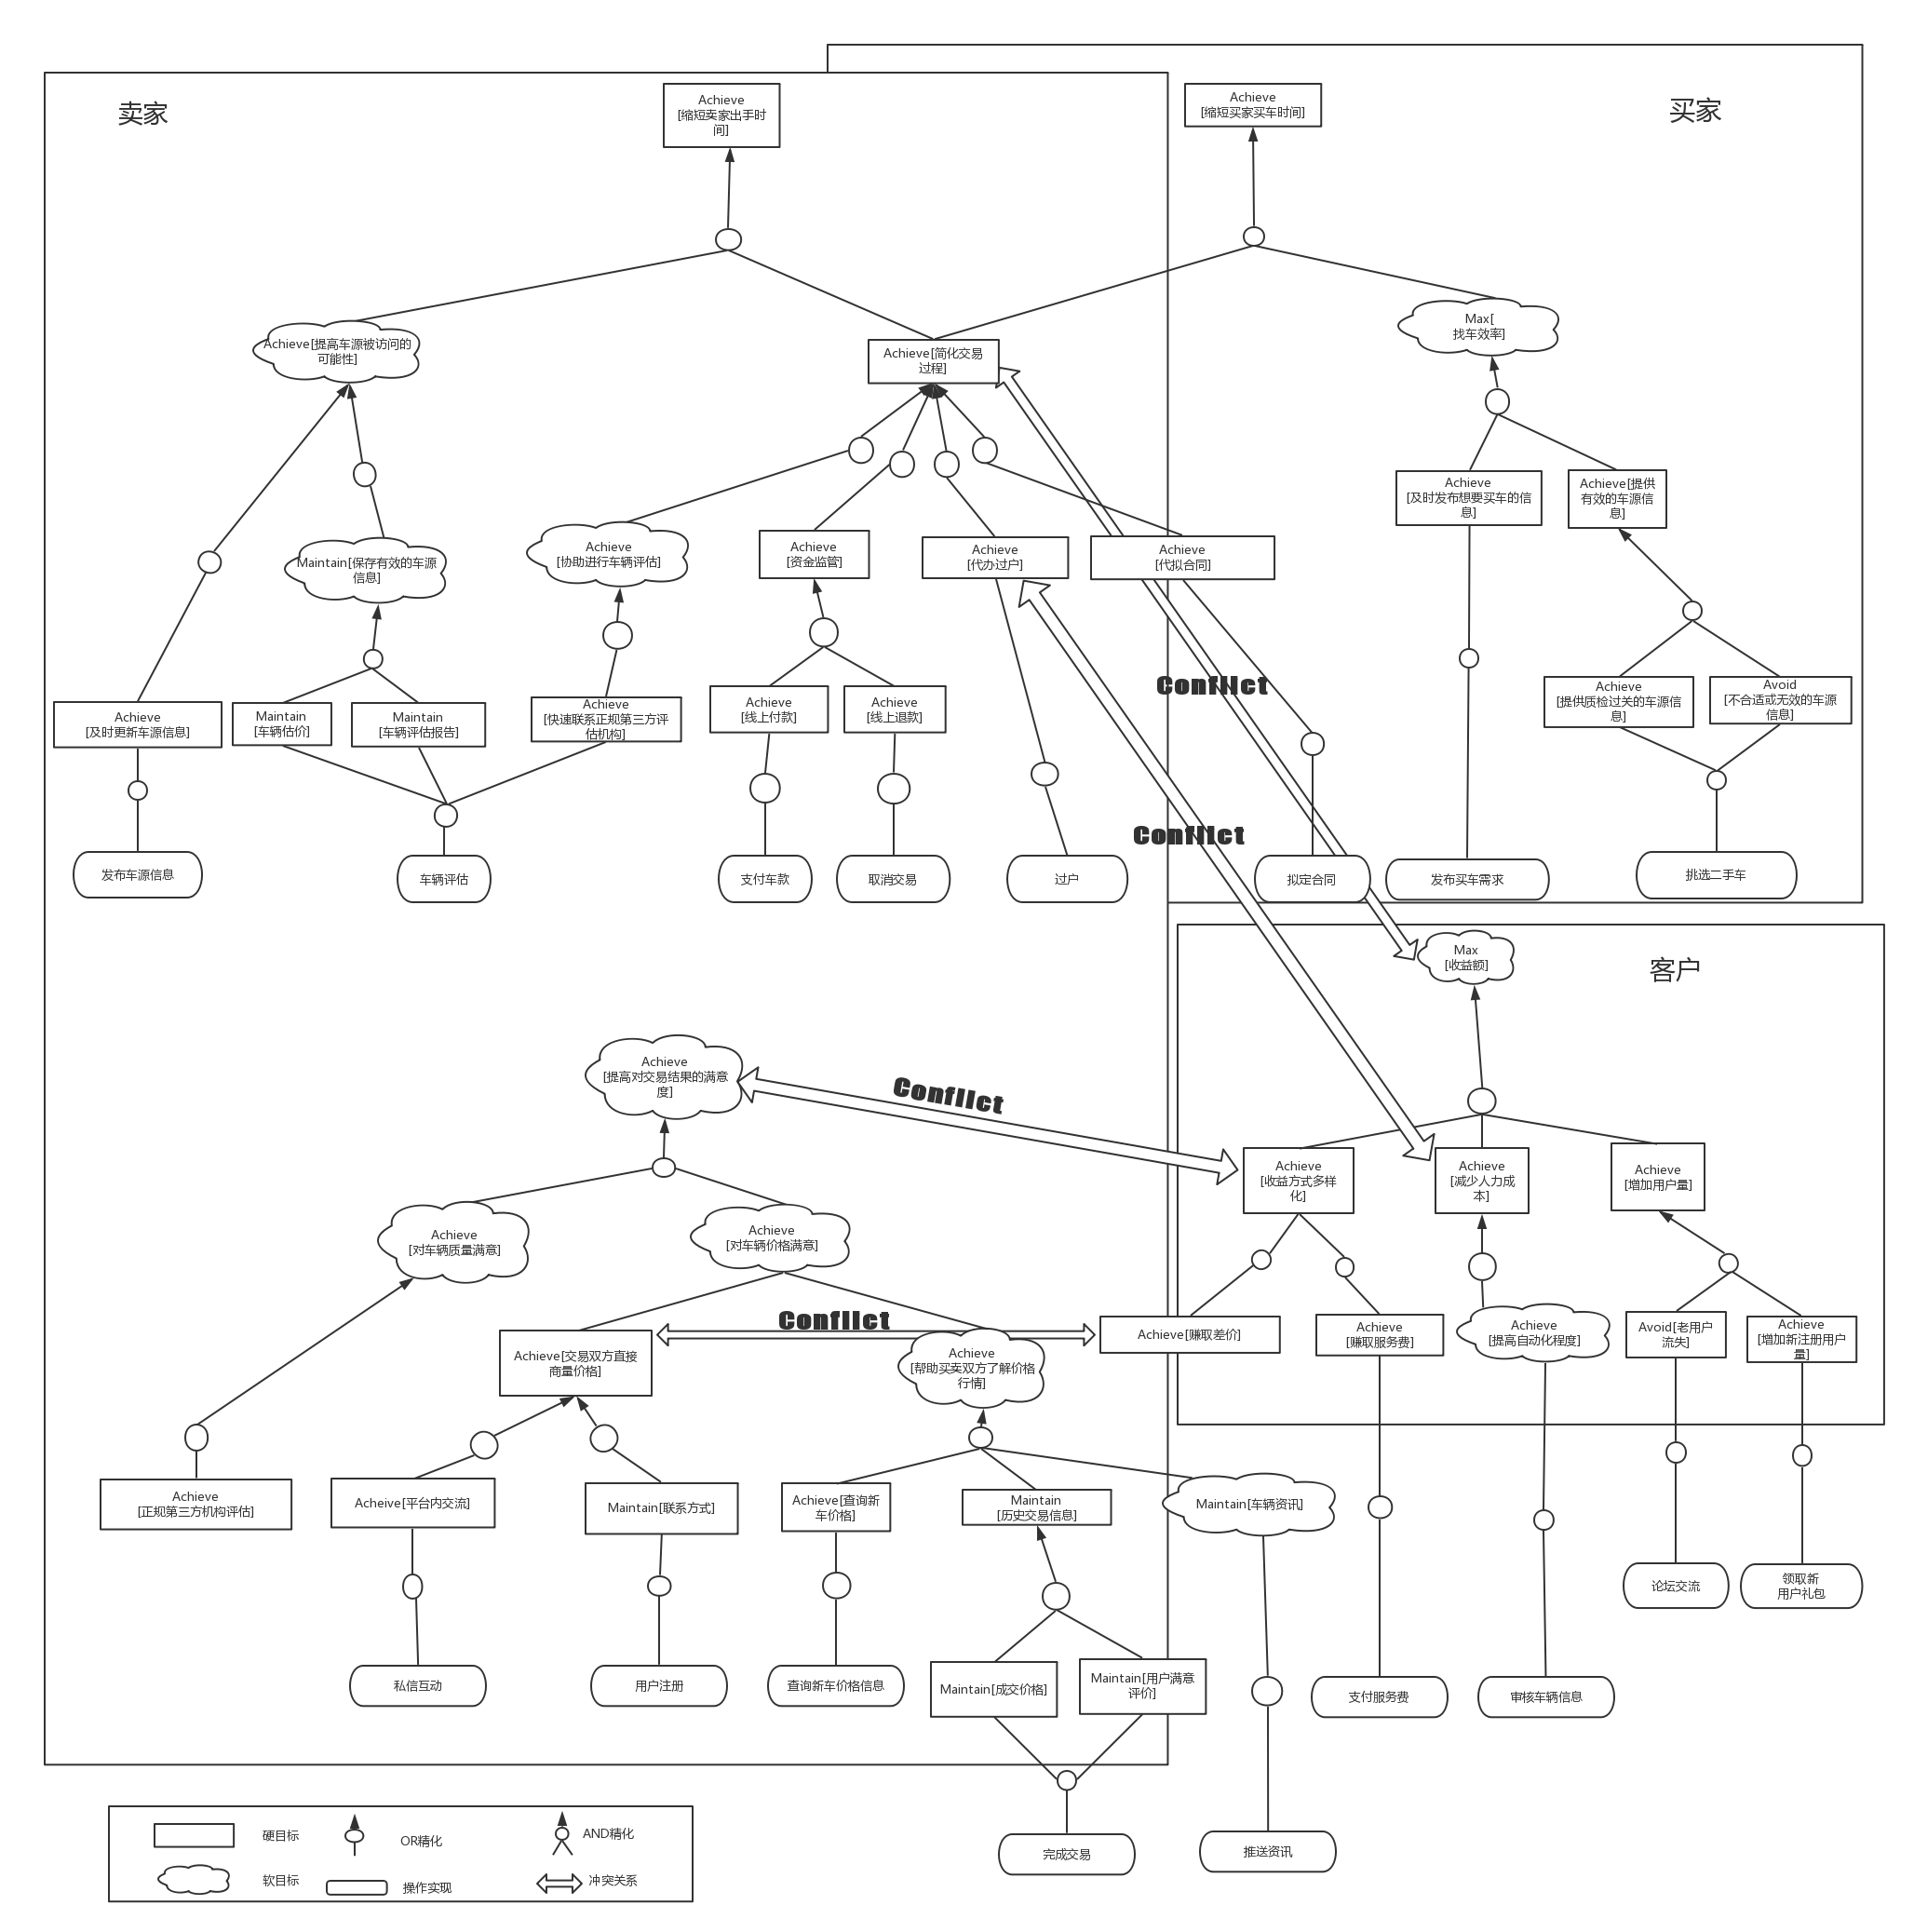 卖家
买家
Achieve
[缩短卖家出手时
间]
Achieve
[缩短买家买车时间]
Achieve[提高车源被访问的
可能性]
Achieve[简化交易
过程]
Max[
找车效率]
Maintain[保存有效的车源
信息]
Achieve
[协助进行车辆评估]
Achieve
[资金监管]
Achieve
[代办过户]
Achieve
[代拟合同]
Achieve
[及时发布想要买车的信
息]
Achieve[提供
有效的车源信
息]
Achieve
[及时更新车源信息]
Maintain
[车辆估价]
Maintain
[车辆评估报告]
Achieve
[快速联系正规第三方评
估机构]
Achieve
[线上付款]
Achieve
[线上退款]
Conflict
Achieve
[提供质检过关的车源信
息]
Avoid
[不合适或无效的车源
信息]
Conflict
发布车源信息
车辆评估
支付车款
取消交易
过户
拟定合同
发布买车需求
挑选二手车
客户
Max
[收益额]
Achieve
[提高对交易结果的满意
度]
Conflict
Achieve
[收益方式多样
化]
Achieve
[减少人力成
本]
Achieve
[增加用户量]
Achieve
[对车辆质量满意]
Achieve
[对车辆价格满意]
Conflict
Achieve[交易双方直接
商量价格]
Achieve
[帮助买卖双方了解价格
行情]
Achieve[赚取差价]
Achieve
[赚取服务费]
Achieve
[提高自动化程度]
Avoid[老用户
流失]
Achieve
[增加新注册用户
量]
Achieve
[正规第三方机构评估]
Acheive[平台内交流]
Maintain[联系方式]
Achieve[查询新
车价格]
Maintain
[历史交易信息]
Maintain[车辆资讯]
论坛交流
领取新
用户礼包
私信互动
用户注册
查询新车价格信息
Maintain[成交价格]
Maintain[用户满意
评价]
支付服务费
审核车辆信息
完成交易
推送资讯
硬目标
OR精化
AND精化
软目标
操作实现
冲突关系